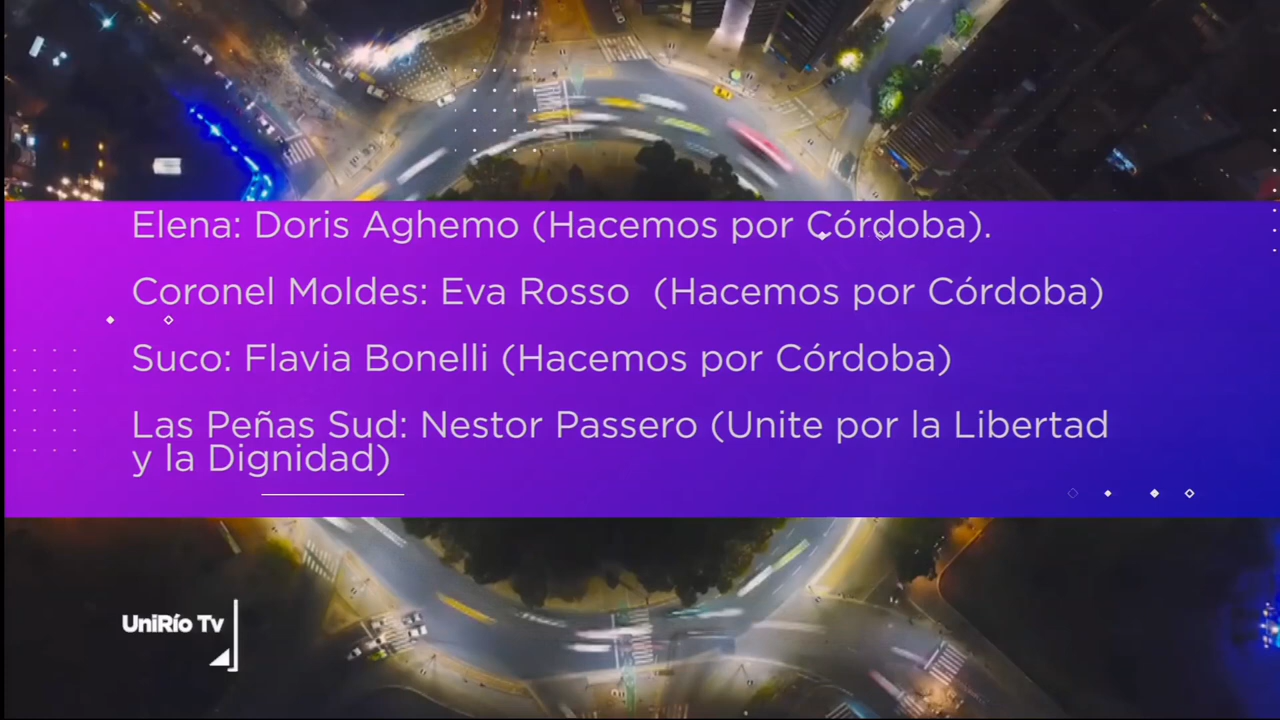 Elena: Doris Aghemo (Hacemos por Córdoba).
Coronel Moldes: Eva Rosso (Hacemos por Córdoba)
Suco: Flavia Bonelli (Hacemos por Córdoba)
Las Peñas Sud: Nestor Passero (Unite por la Libertad
y la Dignidad)
UniRío Tv